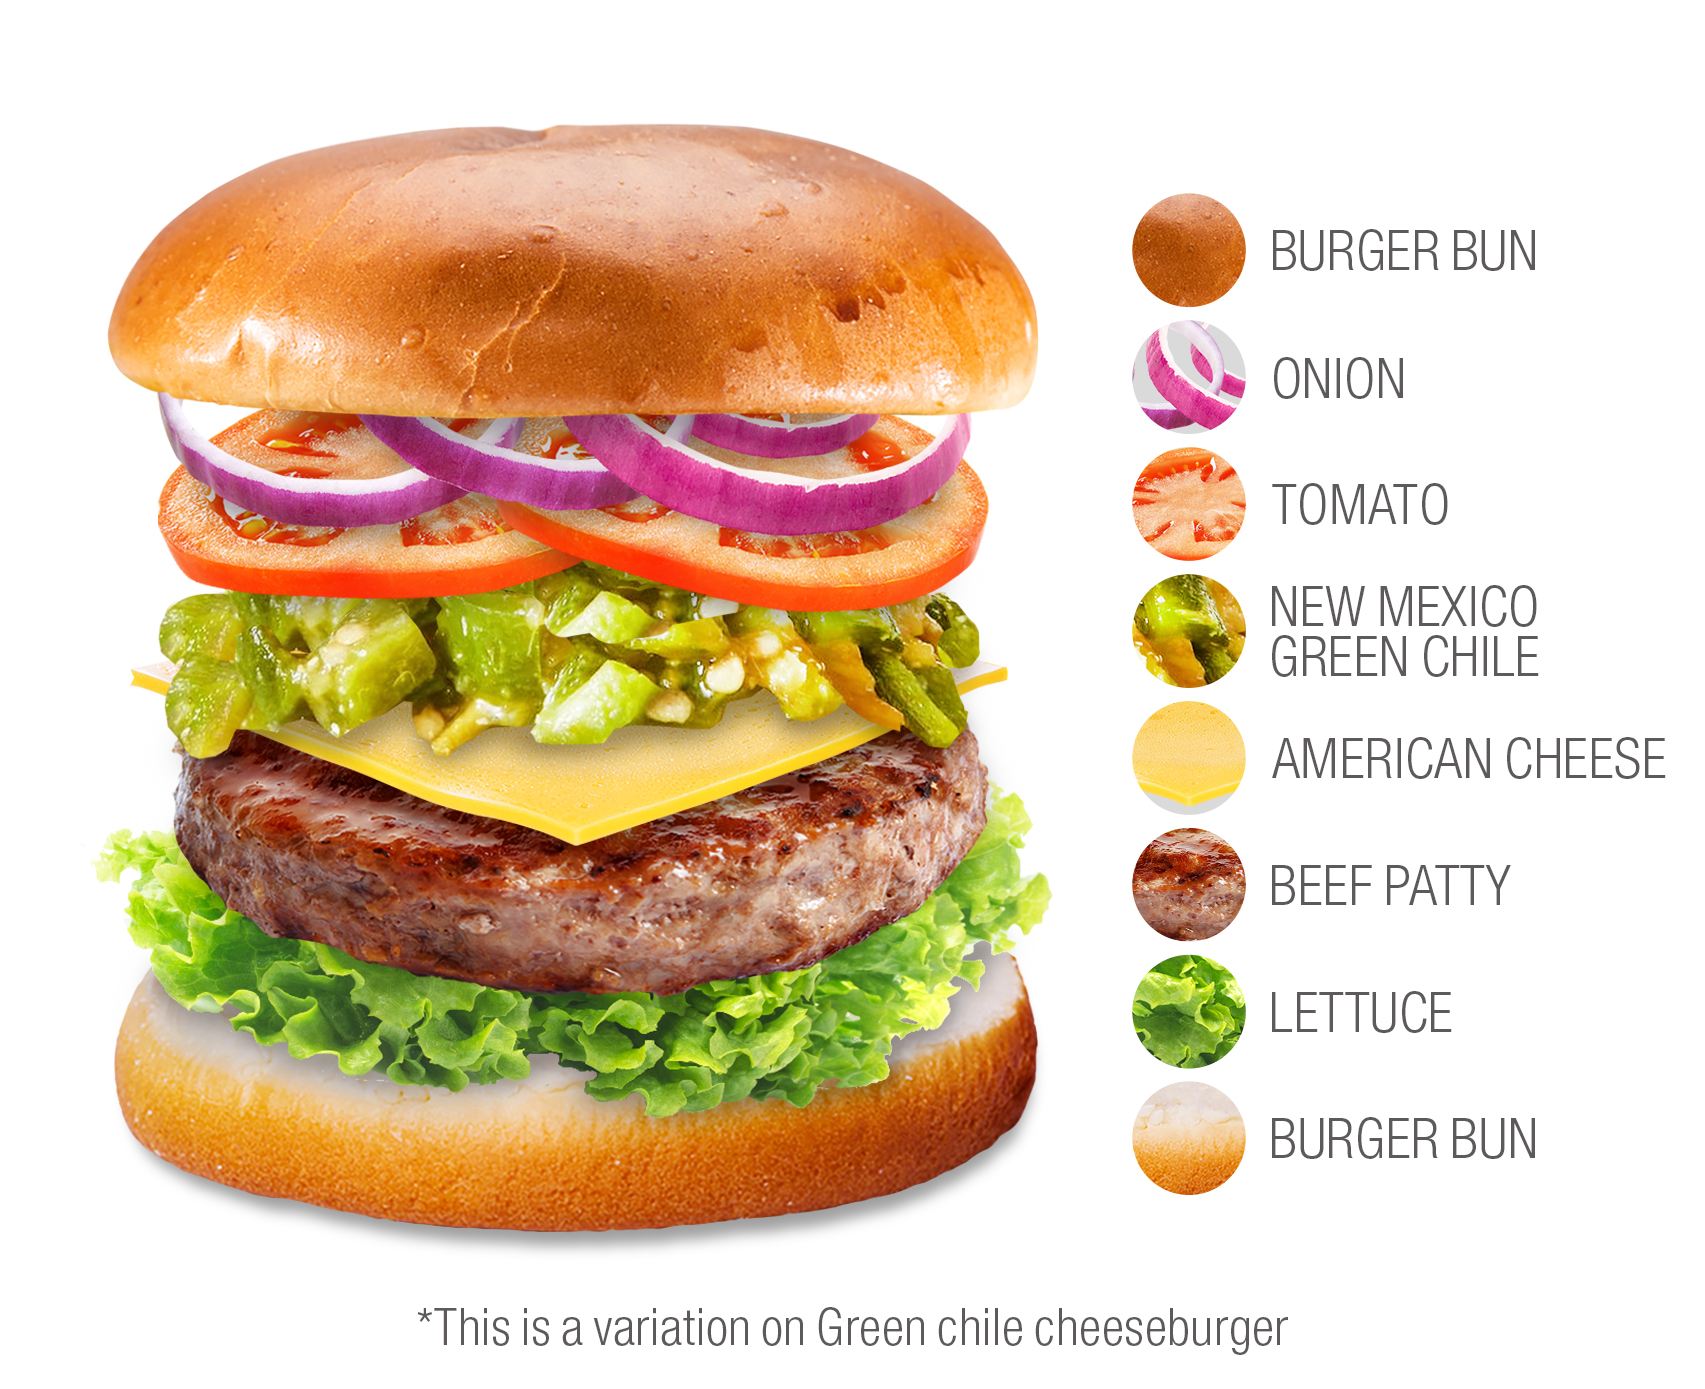 BURGER BUN
ONION
TOMATO
NEW MEXICO
GREEN CHILE
AMERICAN CHEESE
BEEF PATTY
LETTUCE
BURGER BUN
*This is a variation on Green chile cheeseburger